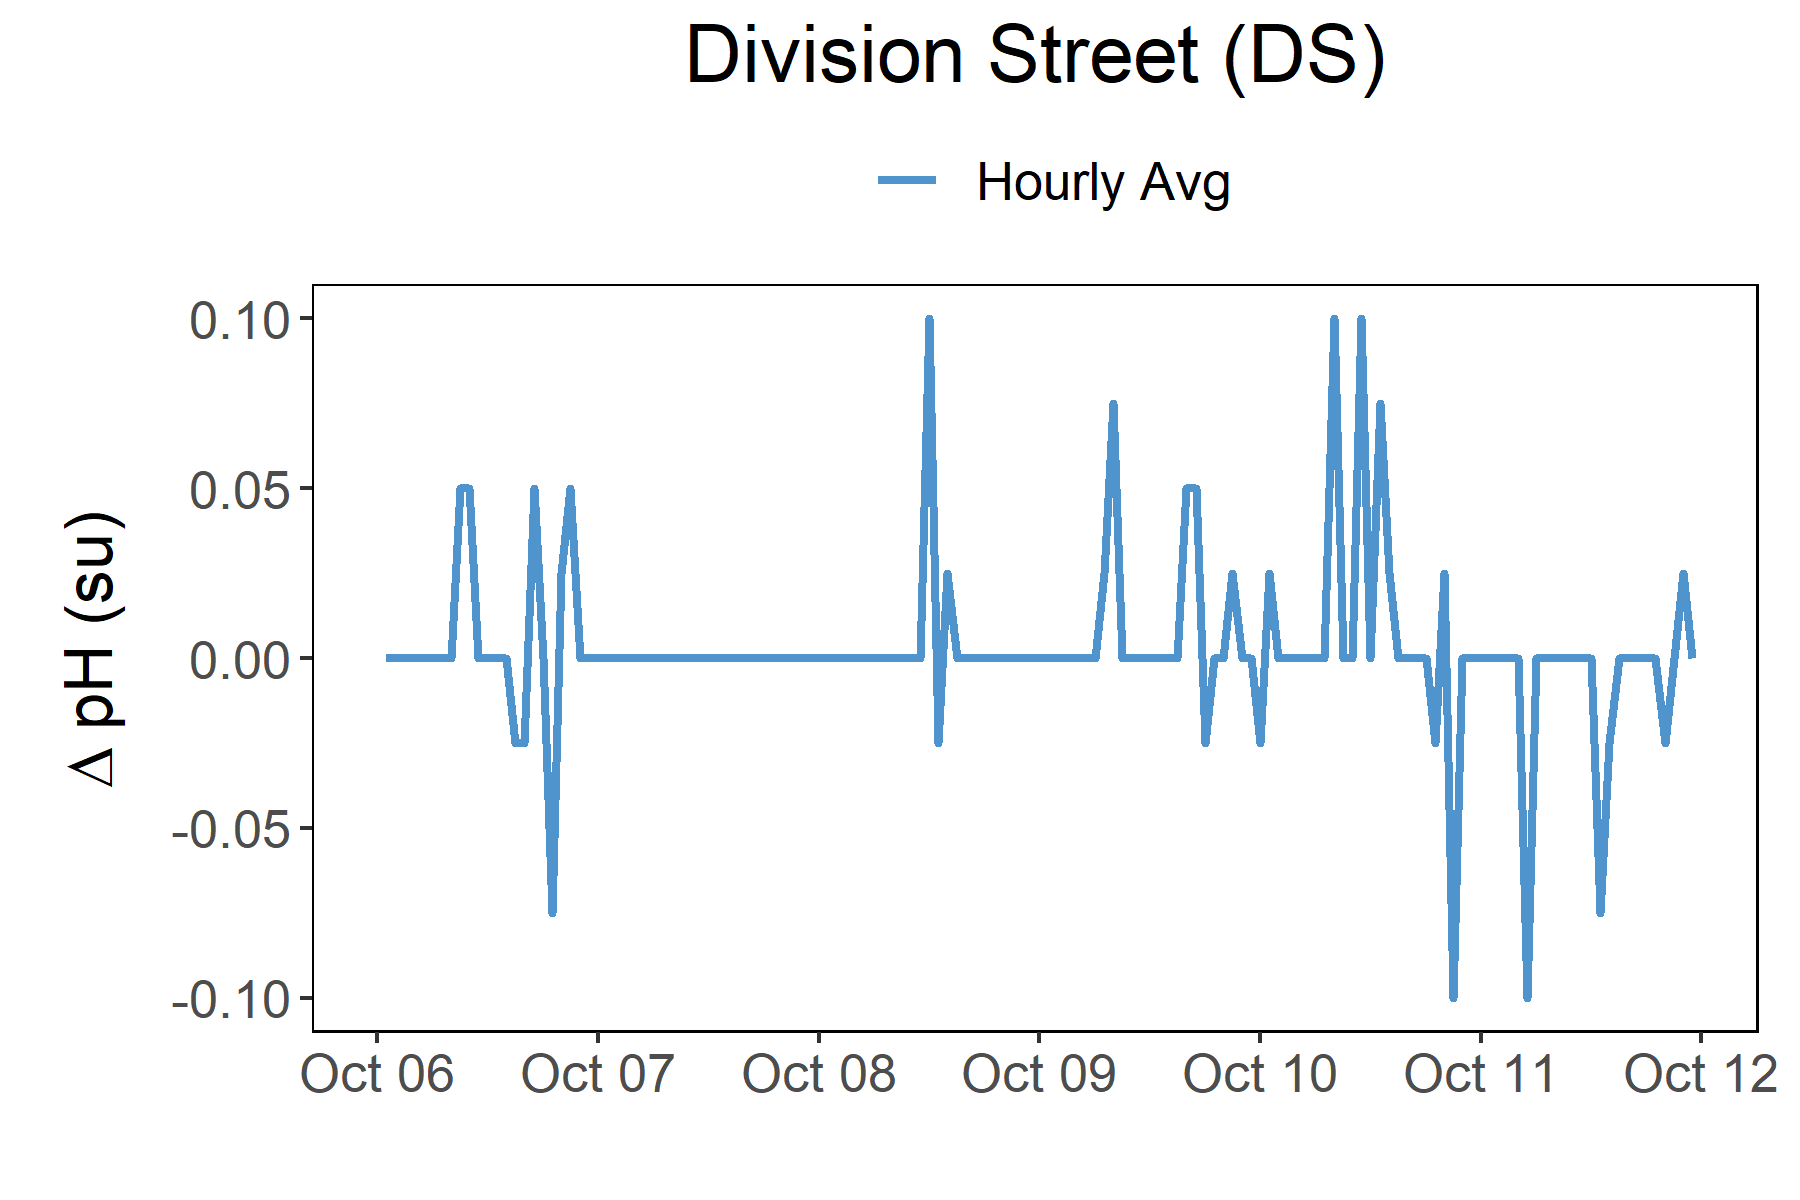 Division Street (DS)
Hourly Avg
Δ pH (su)
0.10
0.05
0.00
-0.05
-0.10
Oct 06 Oct 07 Oct 08 Oct 09 Oct 10 Oct 11 Oct 12